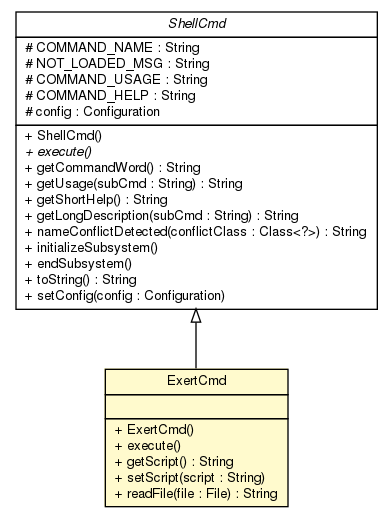 ShellCmd
# COMMAND_NAME : String
# NOT_LOADED_MSG : String
# COMMAND_USAGE : String
# COMMAND_HELP : String
# config : Configuration
+ ShellCmd()
+ execute()
+ getCommandWord() : String
+ getUsage(subCmd : String) : String
+ getShortHelp() : String
+ getLongDescription(subCmd : String) : String
+ nameConflictDetected(conflictClass : Class<?>) : String
+ initializeSubsystem()
+ endSubsystem()
+ toString() : String
+ setConfig(config : Configuration)
ExertCmd
+ ExertCmd()
+ execute()
+ getScript() : String
+ setScript(script : String)
+ readFile(file : File) : String